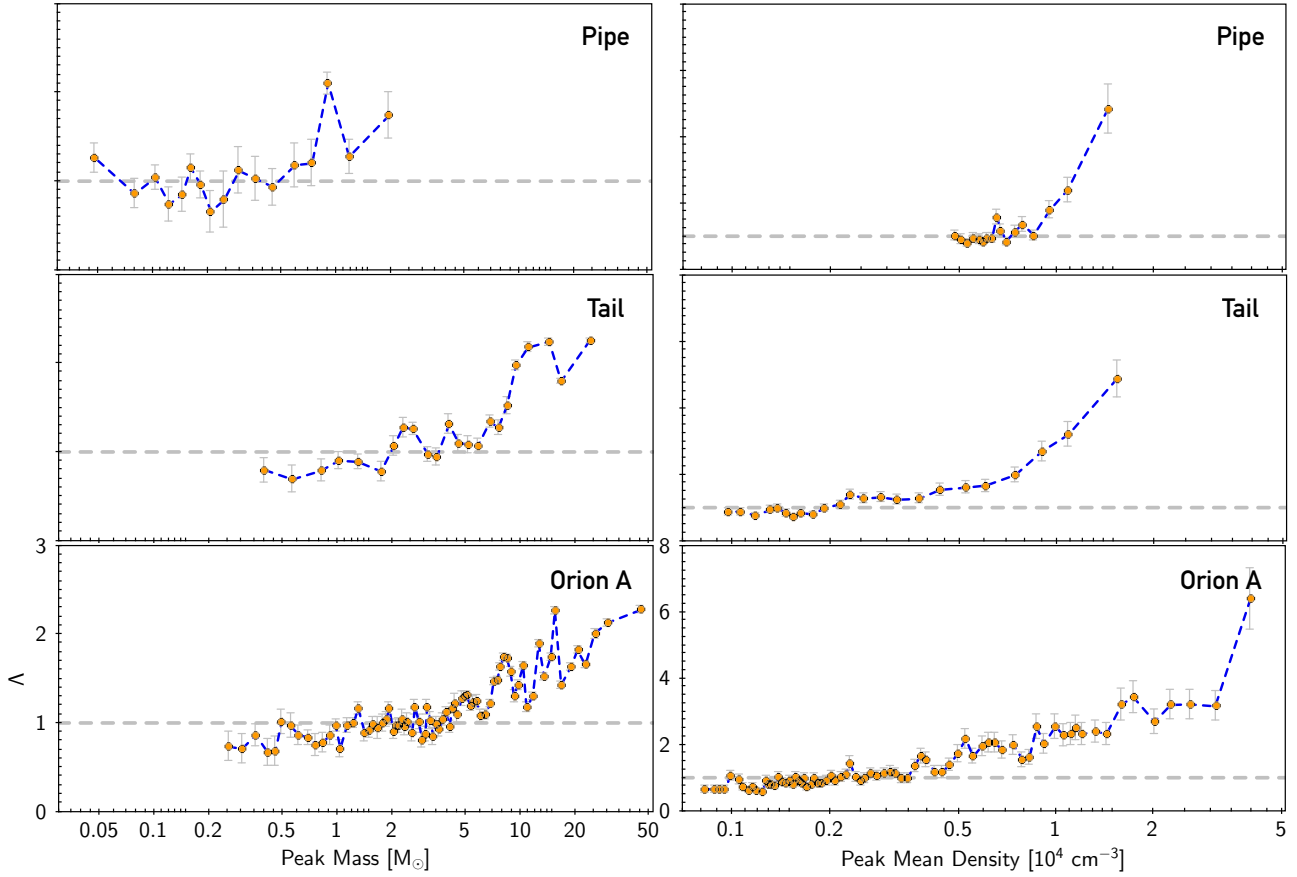 Pipe
Pipe
Tail
Tail
3
2
1
0
Λ
Orion A
8
6
4
2
0
Orion A
0.05 0.1 0.2 0.5 1 2 5 10 20 50
0.1 0.2 0.5 1 2 5
Peak Mass [M☉]
Peak Mean Density [10⁴ cm⁻³]